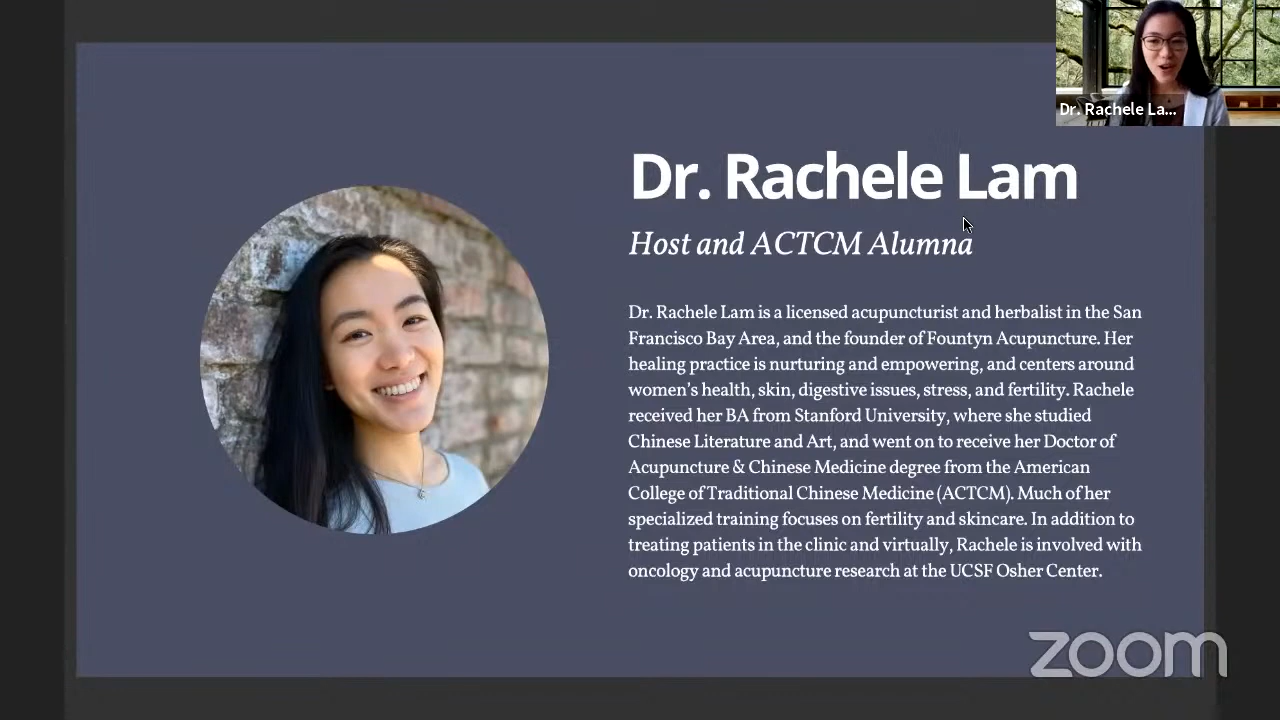 Dr. Rachele La...
Dr. Rachele Lam
Host and ACTCM Alumna
Dr. Rachele Lam is a licensed acupuncturist and herbalist in the San
Francisco Bay Area, and the founder of Fountyn Acupuncture. Her
healing practice is nurturing and empowering, and centers around
women's health, skin, digestive issues, stress, and fertility. Rachele
received her BA from Stanford University, where she studied
Chinese Literature and Art, and went on to receive her Doctor of
Acupuncture & Chinese Medicine degree from the American
College of Traditional Chinese Medicine (ACTCM). Much of her
specialized training focuses on fertility and skincare. In addition to
treating patients in the clinic and virtually, Rachele is involved with
oncology and acupuncture research at the UCSF Osher Center.
zoom